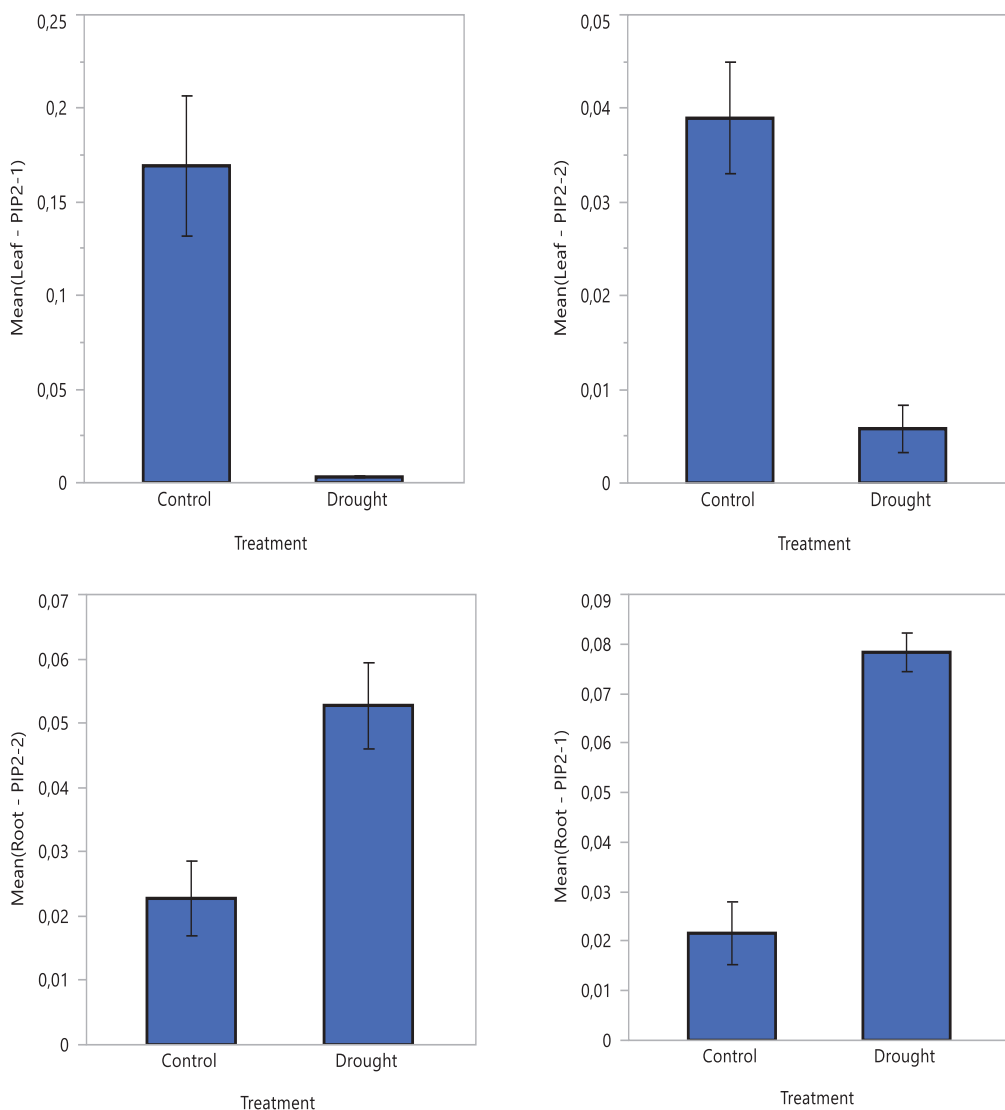 Mean(Leaf - PIP2-1)
0,25
0,2
0,15
0,1
0,05
0
Control Drought
Treatment
Mean(Leaf - PIP2-2)
0,05
0,04
0,03
0,02
0,01
0
Control Drought
Treatment
Mean(Root - PIP2-2)
0,07
0,06
0,05
0,04
0,03
0,02
0,01
0
Control Drought
Treatment
Mean(Root - PIP2-1)
0,09
0,08
0,07
0,06
0,05
0,04
0,03
0,02
0,01
0
Control Drought
Treatment